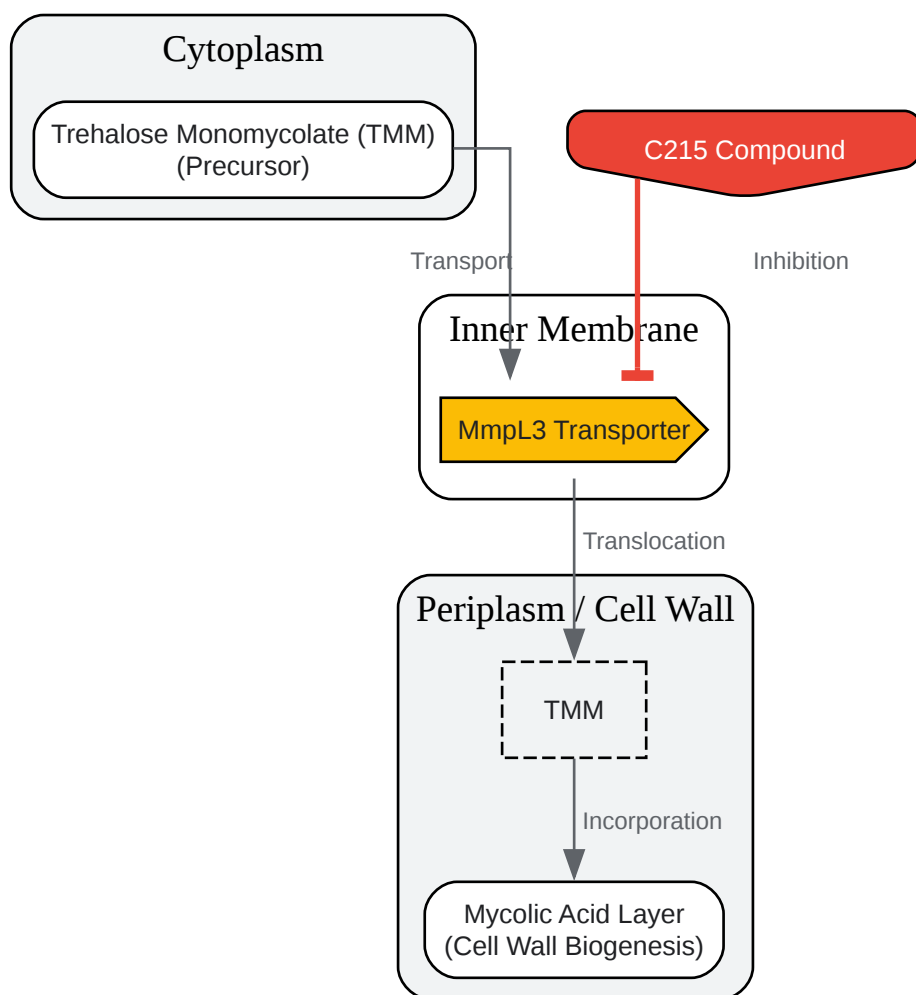 Cytoplasm
Trehalose Monomycolate (TMM)
(Precursor)
C215 Compound
Transport
Inhibition
Inner Membrane
MmpL3 Transporter
Translocation
Periplasm / Cell Wall
TMM
Incorporation
Mycolic Acid Layer
(Cell Wall Biogenesis)